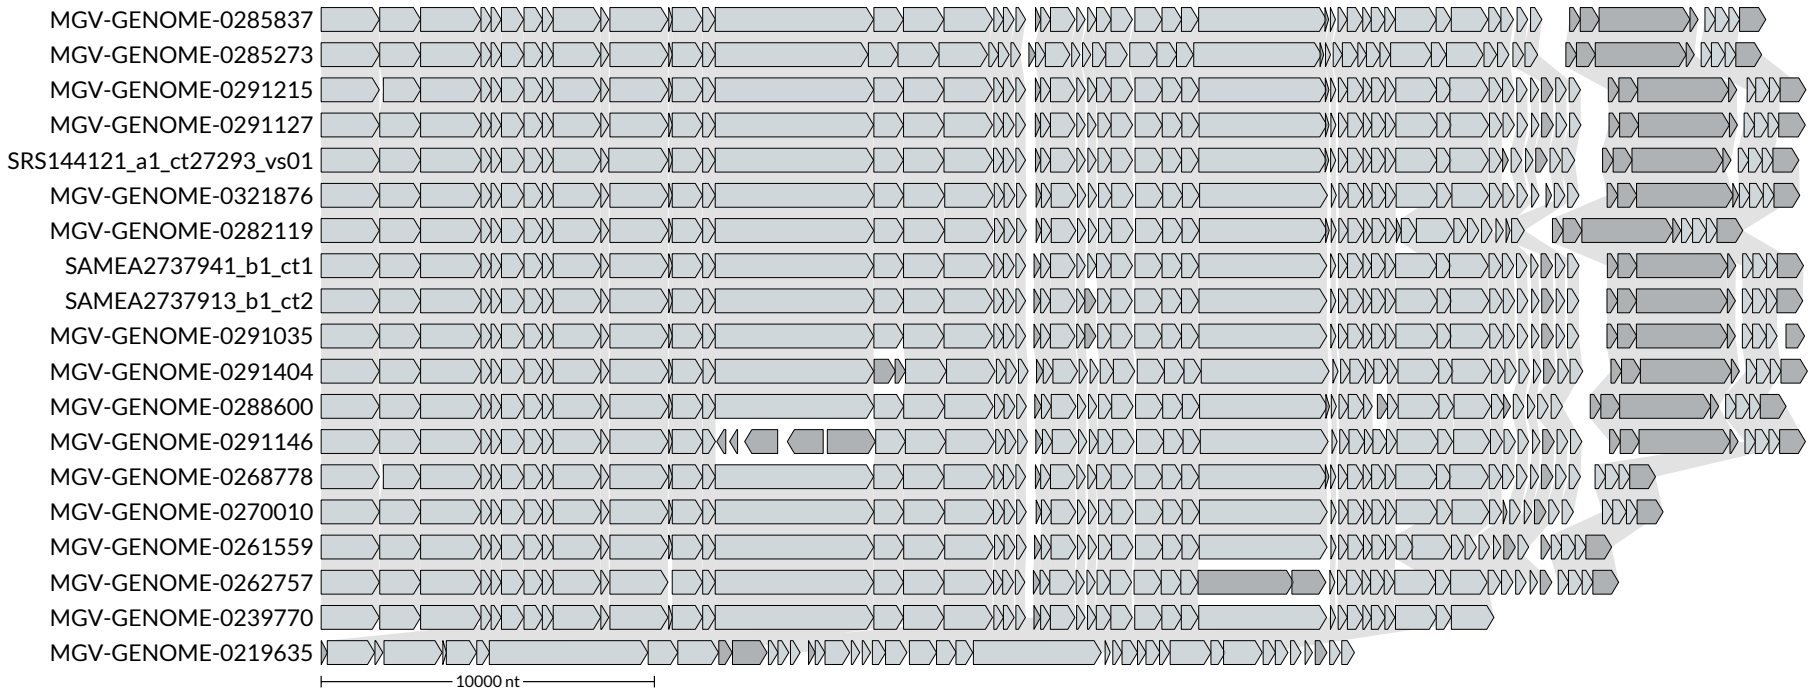 MGV-GENOME-0285837
MGV-GENOME-0285273
MGV-GENOME-0291215
MGV-GENOME-0291127
SRS144121_a1_ct27293_vs01
MGV-GENOME-0321876
MGV-GENOME-0282119
SAMEA2737941_b1_ct1
SAMEA2737913_b1_ct2
MGV-GENOME-0291035
MGV-GENOME-0291404
MGV-GENOME-0288600
MGV-GENOME-0291146
MGV-GENOME-0268778
MGV-GENOME-0270010
MGV-GENOME-0261559
MGV-GENOME-0262757
MGV-GENOME-0239770
MGV-GENOME-0219635
10000 nt